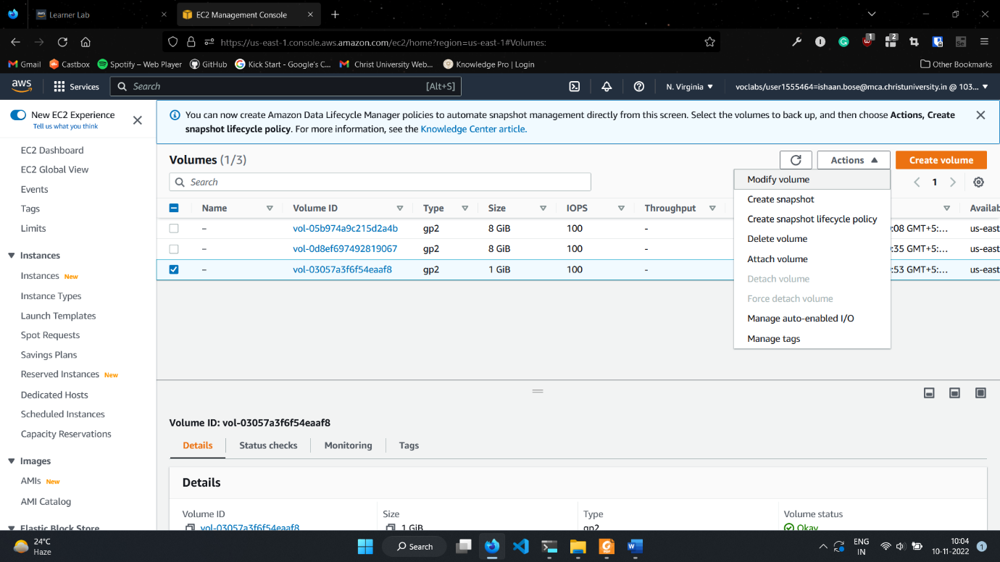 Learner Lab
EC2 Management Console
https://us-east-1.console.aws.amazon.com/ec2/home?region=us-east-1#Volumes:
1
2
Gmail
Castbox
Spotify – Web Player
GitHub
Kick Start - Google's C...
Christ University Web...
Knowledge Pro | Login
Other Bookmarks
aws
Services
Search
[Alt+S]
N. Virginia
voclabs/user1555464=ishaan.bose@mca.christuniversity.in @ 103...
New EC2 Experience
Tell us what you think
EC2 Dashboard
EC2 Global View
Events
Tags
Limits
Instances
Instances New
Instance Types
Launch Templates
Spot Requests
Savings Plans
Reserved Instances New
Dedicated Hosts
Scheduled Instances
Capacity Reservations
Images
AMIs New
AMI Catalog
Elastic Block Store
You can now create Amazon Data Lifecycle Manager policies to automate snapshot management directly from this screen. Select the volumes to back up, and then choose Actions, Create
snapshot lifecycle policy. For more information, see the Knowledge Center article.
Volumes (1/3)
Actions
Create volume
Search
1
Name Volume ID Type Size IOPS Throughput Availab
– vol-05b974a9c215d2a4b gp2 8 GiB 100 - :08 GMT+5:... us-east
– vol-0d8ef697492819067 gp2 8 GiB 100 - :35 GMT+5:... us-east
– vol-03057a3f6f54eaaf8 gp2 1 GiB 100 - :53 GMT+5:... us-east
Modify volume
Create snapshot
Create snapshot lifecycle policy
Delete volume
Attach volume
Detach volume
Force detach volume
Manage auto-enabled I/O
Manage tags
Volume ID: vol-03057a3f6f54eaaf8
Details
Status checks
Monitoring
Tags
Details
Volume ID
vol-03057a3f6f54eaaf8
Size
1 GiB
Type
gp2
Volume status
Okay
24°C
Haze
Search
ENG
IN
10:04
10-11-2022
1